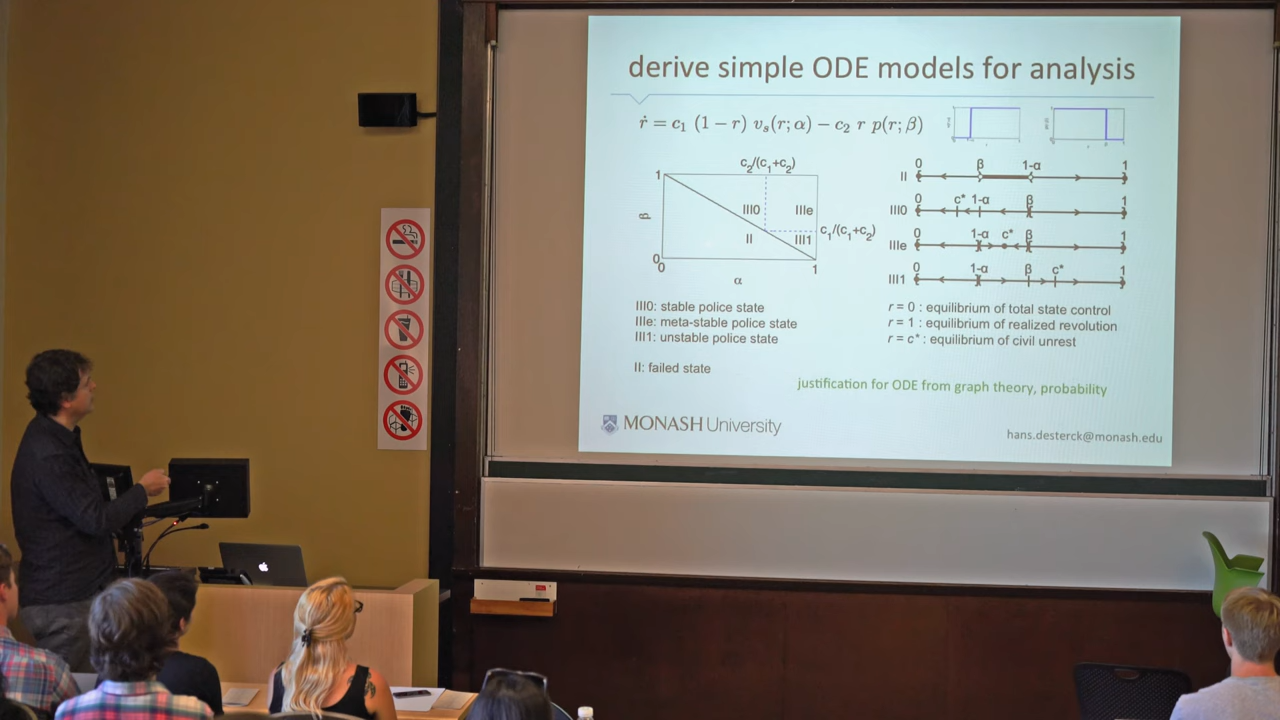 derive simple ODE models for analysis
ṙ = c₁ (1 − r) vₛ(r; α) − c₂ r p(r; β)
c₂/(c₁+c₂)
1
β
III0
IIIe
II
III1
c₁/(c₁+c₂)
0
0
1
α
0 β 1-α 1
II
0 c* 1-α β 1
III0
0 1-α c* β 1
IIIe
0 1-α β c* 1
III1
III0: stable police state
IIIe: meta-stable police state
III1: unstable police state
II: failed state
r = 0 : equilibrium of total state control
r = 1 : equilibrium of realized revolution
r = c* : equilibrium of civil unrest
justification for ODE from graph theory, probability
MONASH University
hans.desterck@monash.edu